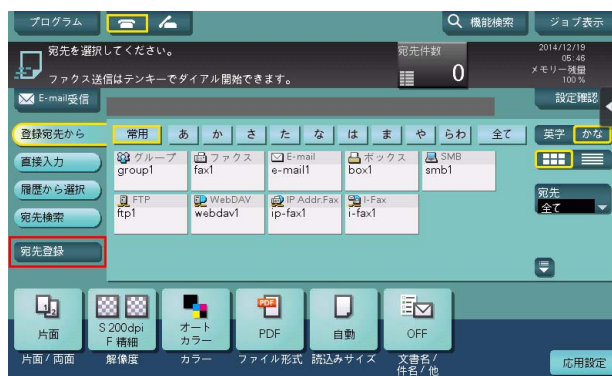 プログラム
機能検索
ジョブ表示
宛先を選択してください。
宛先件数
0
2014/12/19
05:46
メモリー残量
100 %
ファクス送信はテンキーでダイアル開始できます。
E-mail受信
設定確認
登録宛先から
常用 あ か さ た な は ま や らわ 全て
英字 かな
直接入力
履歴から選択
宛先検索
宛先登録
グループ
group1
ファクス
fax1
E-mail
e-mail1
ボックス
box1
SMB
smb1
FTP
ftp1
WebDAV
webdav1
IP Addr.Fax
ip-fax1
I-Fax
i-fax1
宛先
全て
片面
S 200dpi
F 精細
オート
カラー
PDF
PDF
自動
OFF
片面 / 両面
解像度
カラー
ファイル形式
読込みサイズ
文書名 /
件名 / 他
応用設定